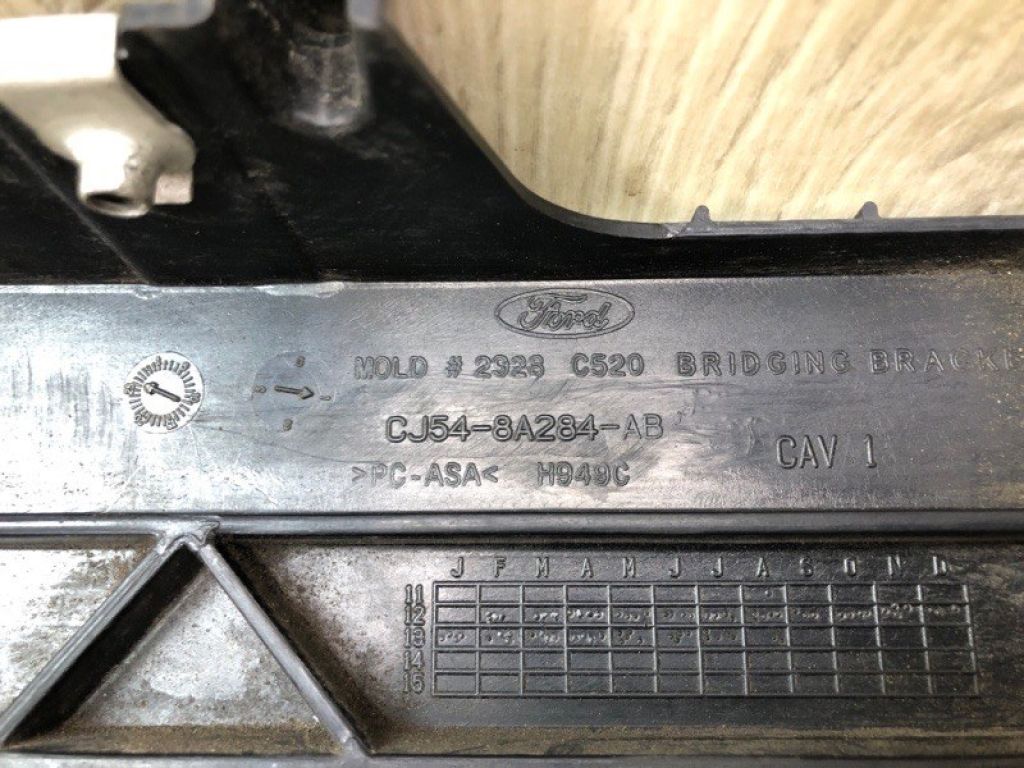 Ford
MOLD # 2928 C520 BRIDGING BRACKE
CJ54-8A284-AB
>PC-ASA< H949C
CAV 1
J F M A M J J A S O N D
11
12
13
14
15